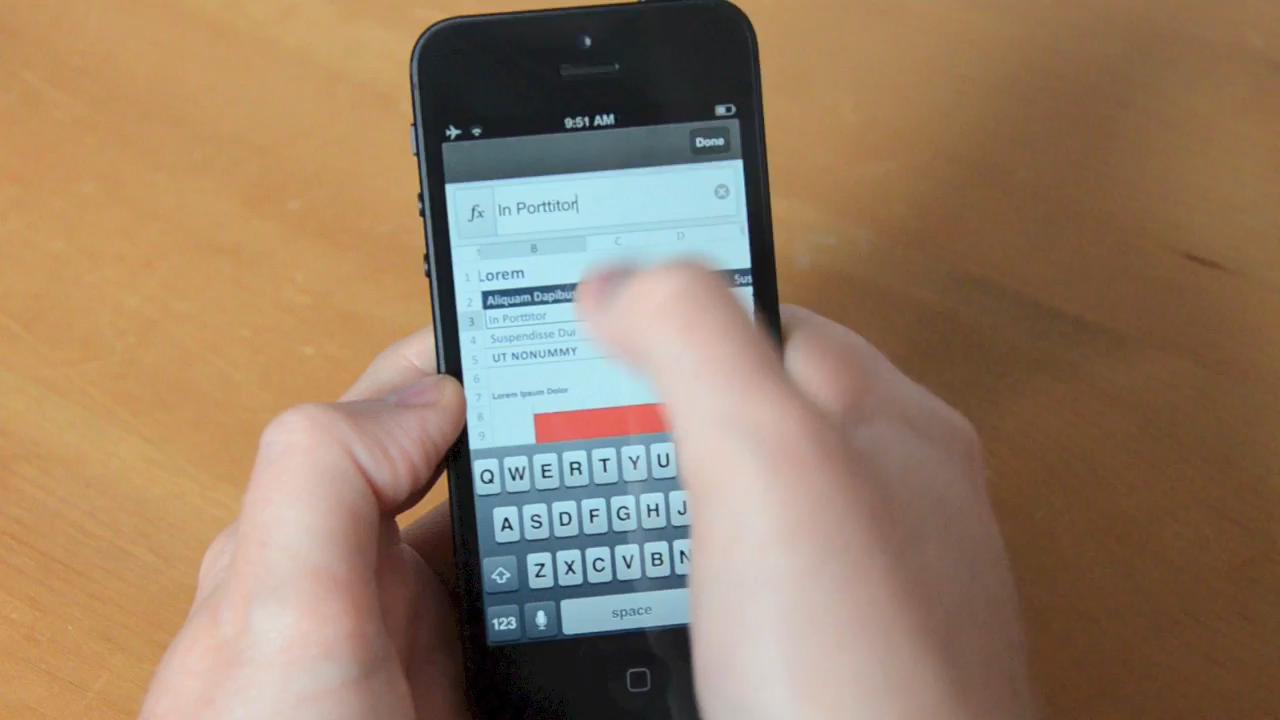 9:51 AM
Done
fx In Porttitor
B C D
1 Lorem
2 Aliquam Dapibus Sus
3 In Porttitor
4 Suspendisse Dui
5 UT NONUMMY
6
7 Lorem Ipsum Dolor
8
9
Q W E R T Y U
A S D F G H J
Z X C V B N
123 space